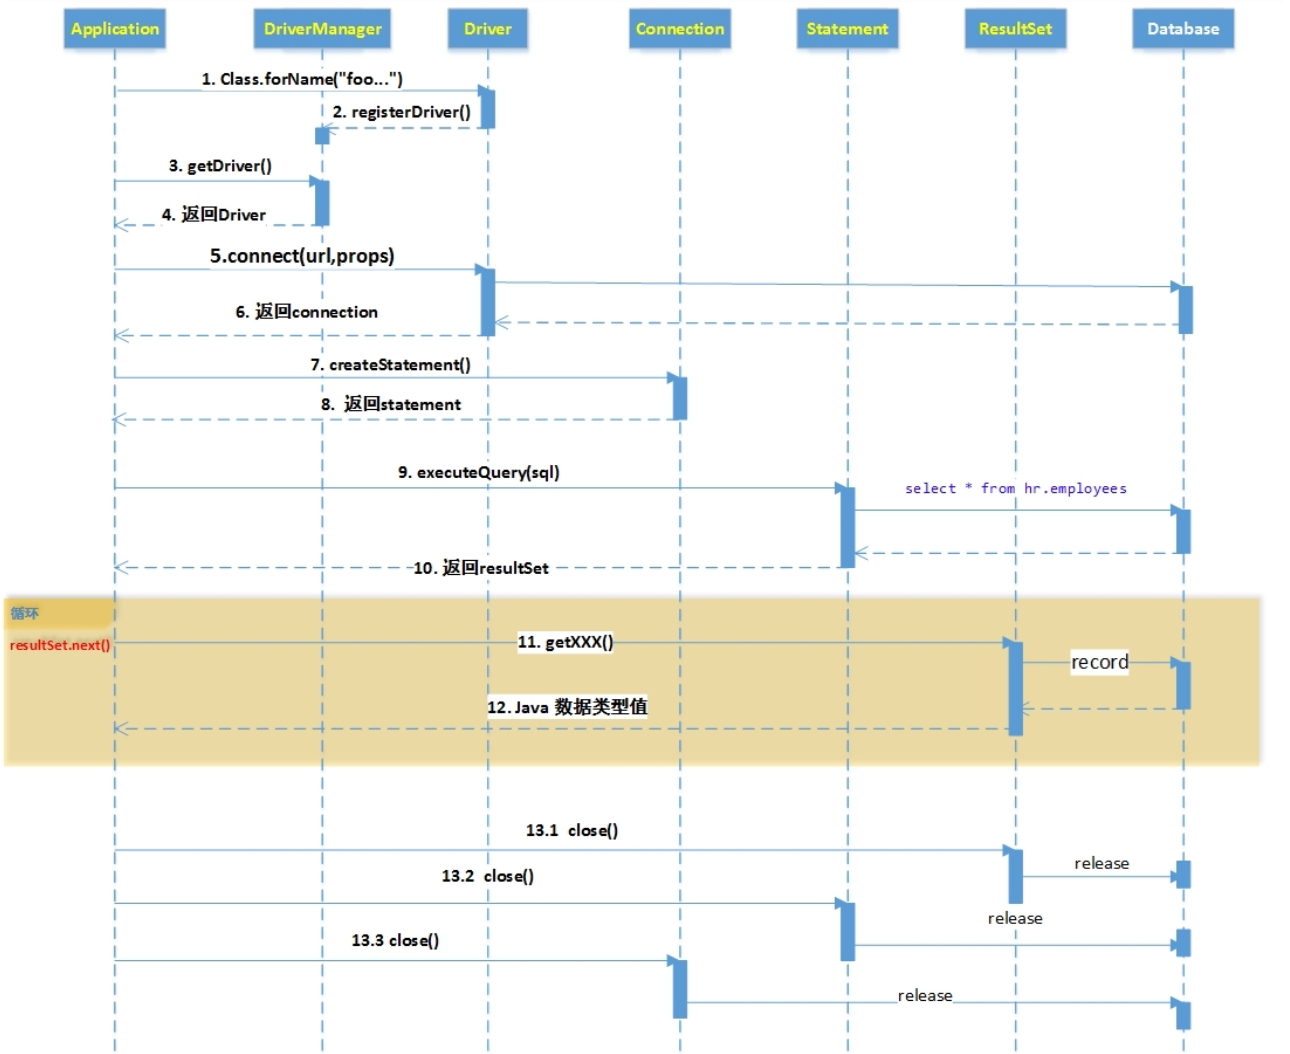 Application
DriverManager
Driver
Connection
Statement
ResultSet
Database
1. Class.forName("foo...")
2. registerDriver()
3. getDriver()
4. 返回Driver
5.connect(url,props)
6. 返回connection
7. createStatement()
8. 返回statement
9. executeQuery(sql)
select * from hr.employees
10. 返回resultSet
循环
resultSet.next()
11. getXXX()
record
12. Java 数据类型值
13.1 close()
release
13.2 close()
release
13.3 close()
release